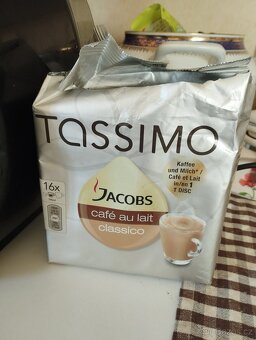 TASSIMO
Kaffee
und Milch*/
Café et Lait
in/en 1
T DISC
16x
JACOBS
café au lait
classico